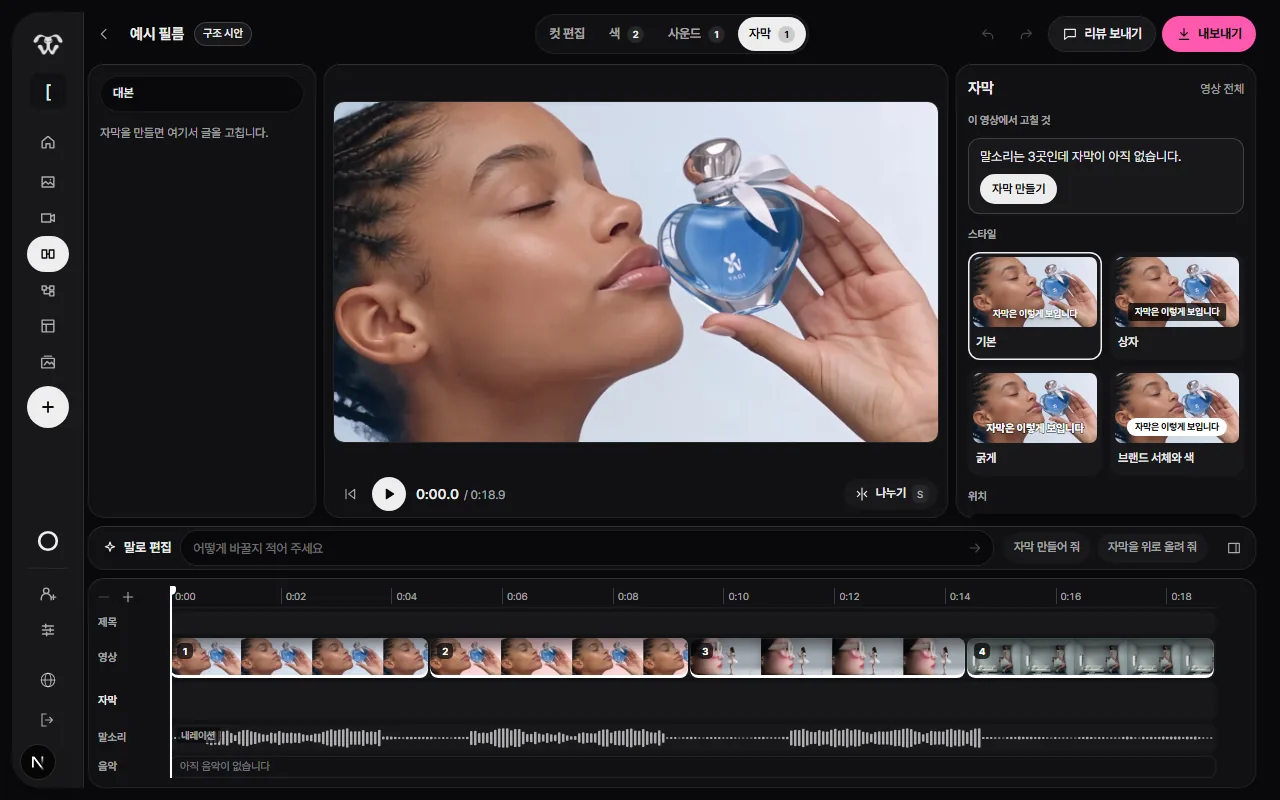 예시 필름
구조 시안
컷 편집
색 2
사운드 1
자막 1
리뷰 보내기
내보내기
[
대본
자막을 만들면 여기서 글을 고칩니다.
YAGI
0:00.0 / 0:18.9
나누기 S
자막
영상 전체
이 영상에서 고칠 것
말소리는 3곳인데 자막이 아직 없습니다.
자막 만들기
스타일
자막은 이렇게 보입니다
기본
자막은 이렇게 보입니다
상자
자막은 이렇게 보입니다
굵게
자막은 이렇게 보입니다
브랜드 서체와 색
위치
말로 편집
어떻게 바꿀지 적어 주세요
자막 만들어 줘
자막을 위로 올려 줘
0:00
0:02
0:04
0:06
0:08
0:10
0:12
0:14
0:16
0:18
제목
영상
1
2
3
4
자막
말소리
내레이션
음악
아직 음악이 없습니다
N